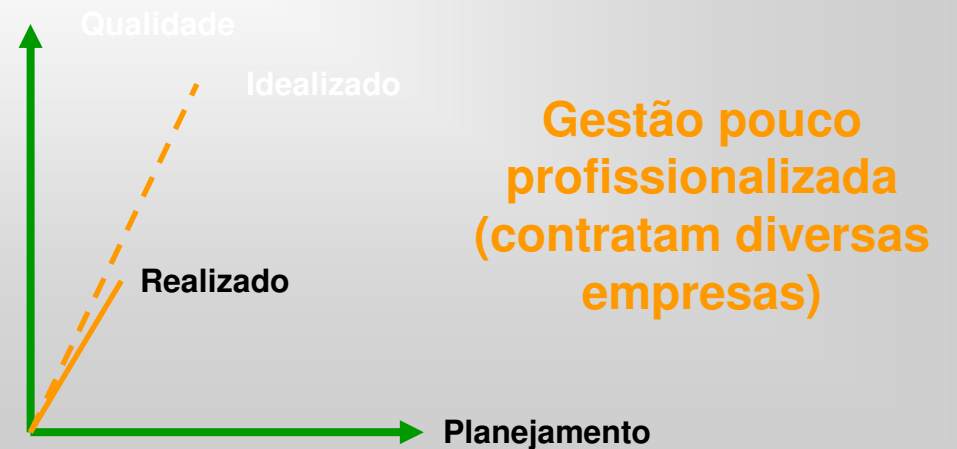 Qualidade
Idealizado
Gestão pouco
profissionalizada
(contratam diversas
empresas)
Realizado
Planejamento